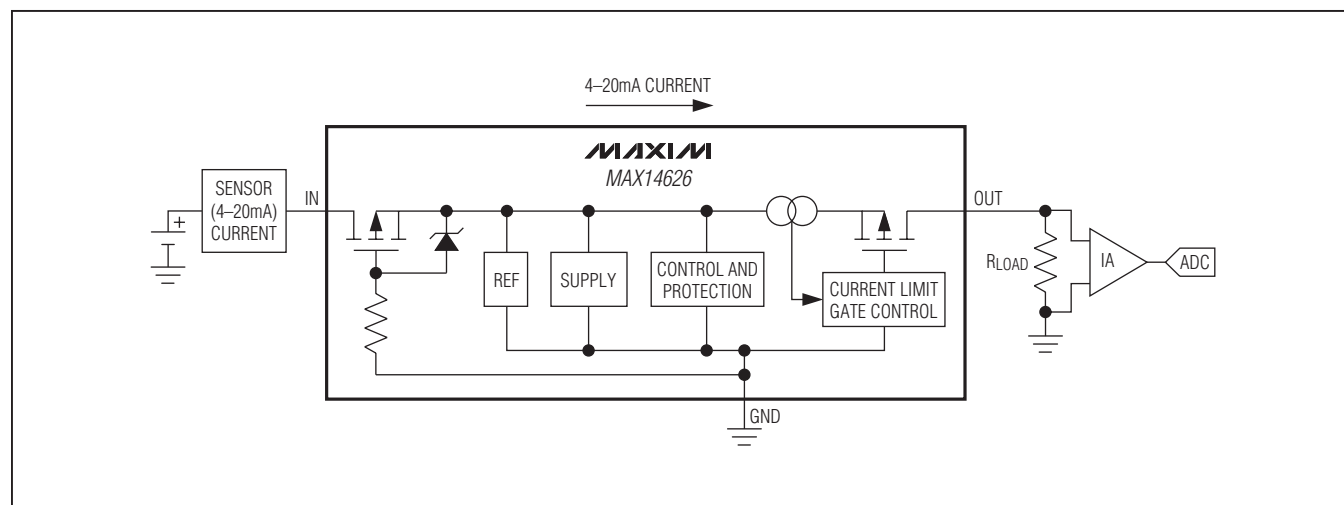 4–20mA CURRENT
MAXIM
MAX14626
SENSOR
(4–20mA)
CURRENT
+
IN
OUT
REF
SUPPLY
CONTROL AND
PROTECTION
CURRENT LIMIT
GATE CONTROL
RLOAD
IA
ADC
GND